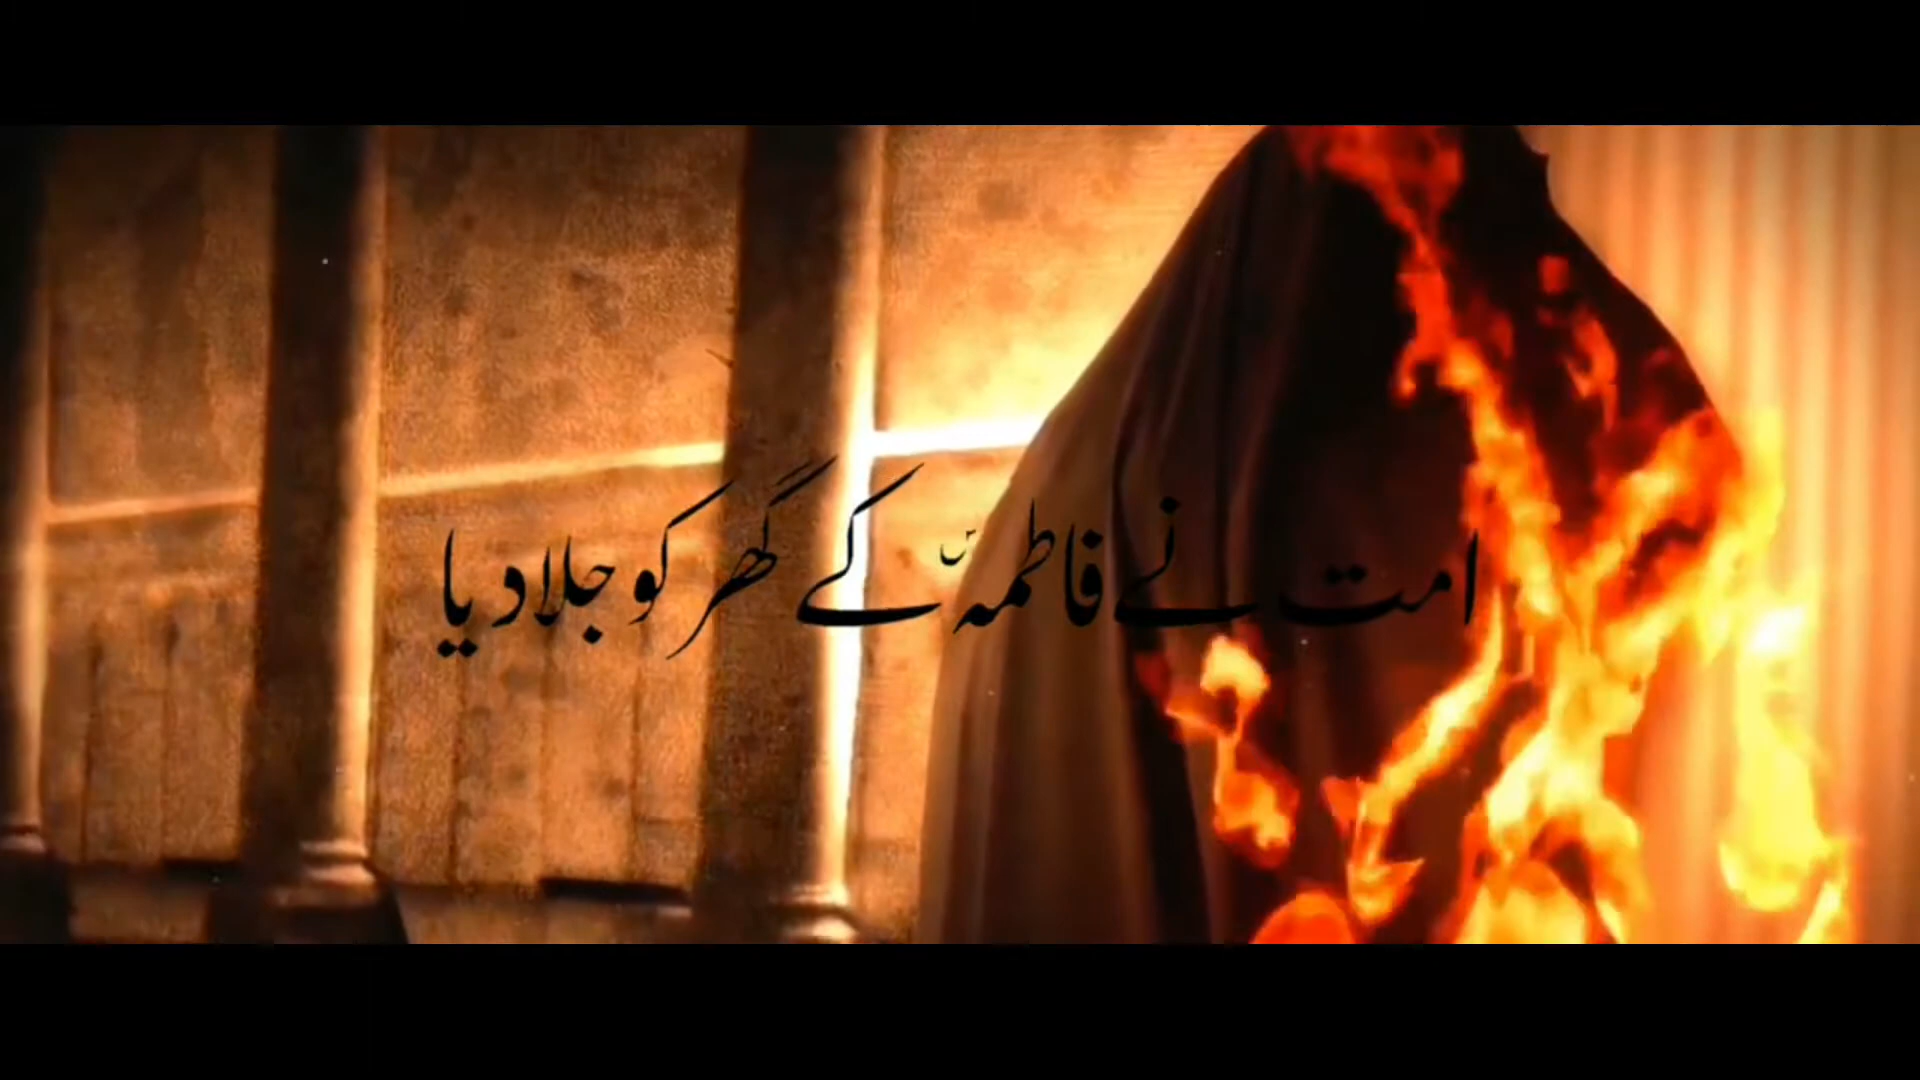 امت نے فاطمہؑ س کے گھر کو جلا دیا